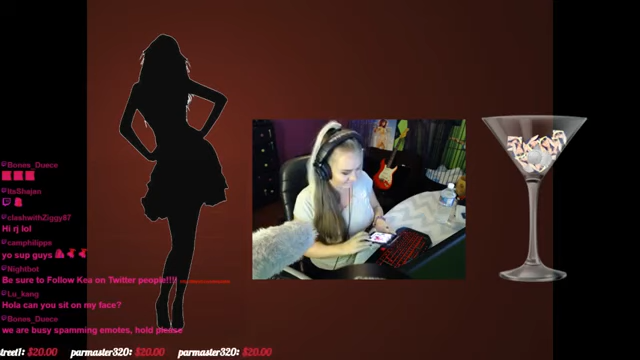 Bones_Duece
ItsShajen
clashwithZiggy87
Hi rj lol
camphilippe
yo sup guys
Nightbot
Be sure to Follow Kea on Twitter people!!!!
Lu_kang
Hola can you sit on my face?
Bones_Duece
we are busy spamming emotes, hold please
treet!: $20.00 parmaster320: $20.00 parmaster320: $20.00